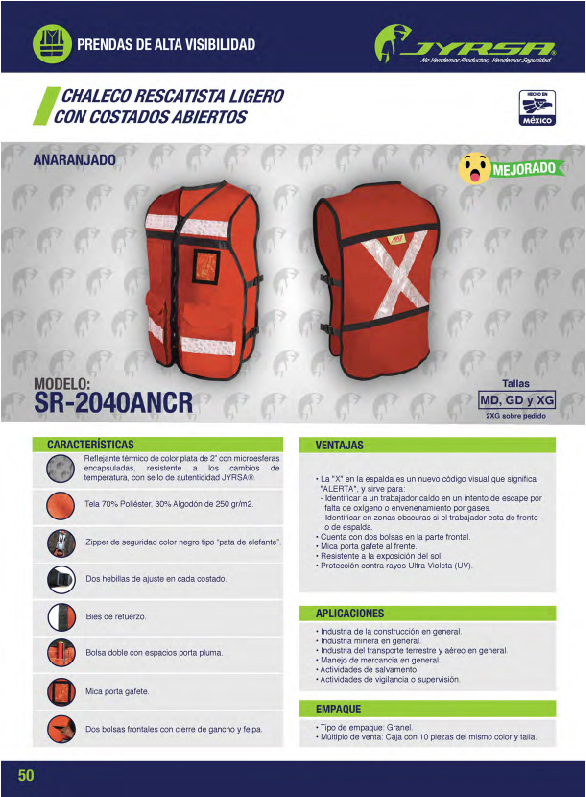 PRENDAS DE ALTA VISIBILIDAD
JYRSA®
No Vendemos Productos, Vendemos Seguridad
CHALECO RESCATISTA LIGERO
CON COSTADOS ABIERTOS
HECHO EN
MÉXICO
ANARANJADO
MEJORADO
MODELO:
SR-2040ANCR
Tallas
MD, GD y XG
2XG sobre pedido
CARACTERÍSTICAS
Reflejante térmico de color plata de 2" con microesferas
encapsuladas, resistente a los cambios de
temperatura, con sello de autenticidad JYRSA®.
Tela 70% Poliéster, 30% Algodón de 250 gr/m2.
Zipper de seguridad color negro tipo "pata de elefante".
Dos hebillas de ajuste en cada costado.
Bies de refuerzo.
Bolsa doble con espacios porta pluma.
Mica porta gafete.
Dos bolsas frontales con cierre de gancho y felpa.
VENTAJAS
• La "X" en la espalda es un nuevo código visual que significa
"ALERTA", y sirve para:
- Identificar a un trabajador caído en un intento de escape por
falta de oxígeno o envenenamiento por gases.
- Identificar en zonas obscuras si el trabajador esta de frente
o de espalda.
• Cuenta con dos bolsas en la parte frontal.
• Mica porta gafete al frente.
• Resistente a la exposición del sol
- Protección contra rayos Ultra Violeta (UV).
APLICACIONES
• Industria de la construcción en general.
• Industria minera en general.
• Industria del transporte terrestre y aéreo en general.
• Manejo de mercancía en general.
• Actividades de salvamento
• Actividades de vigilancia o supervisión.
EMPAQUE
• Tipo de empaque: Granel.
• Múltiplo de venta: Caja con 10 piezas del mismo color y talla.
50